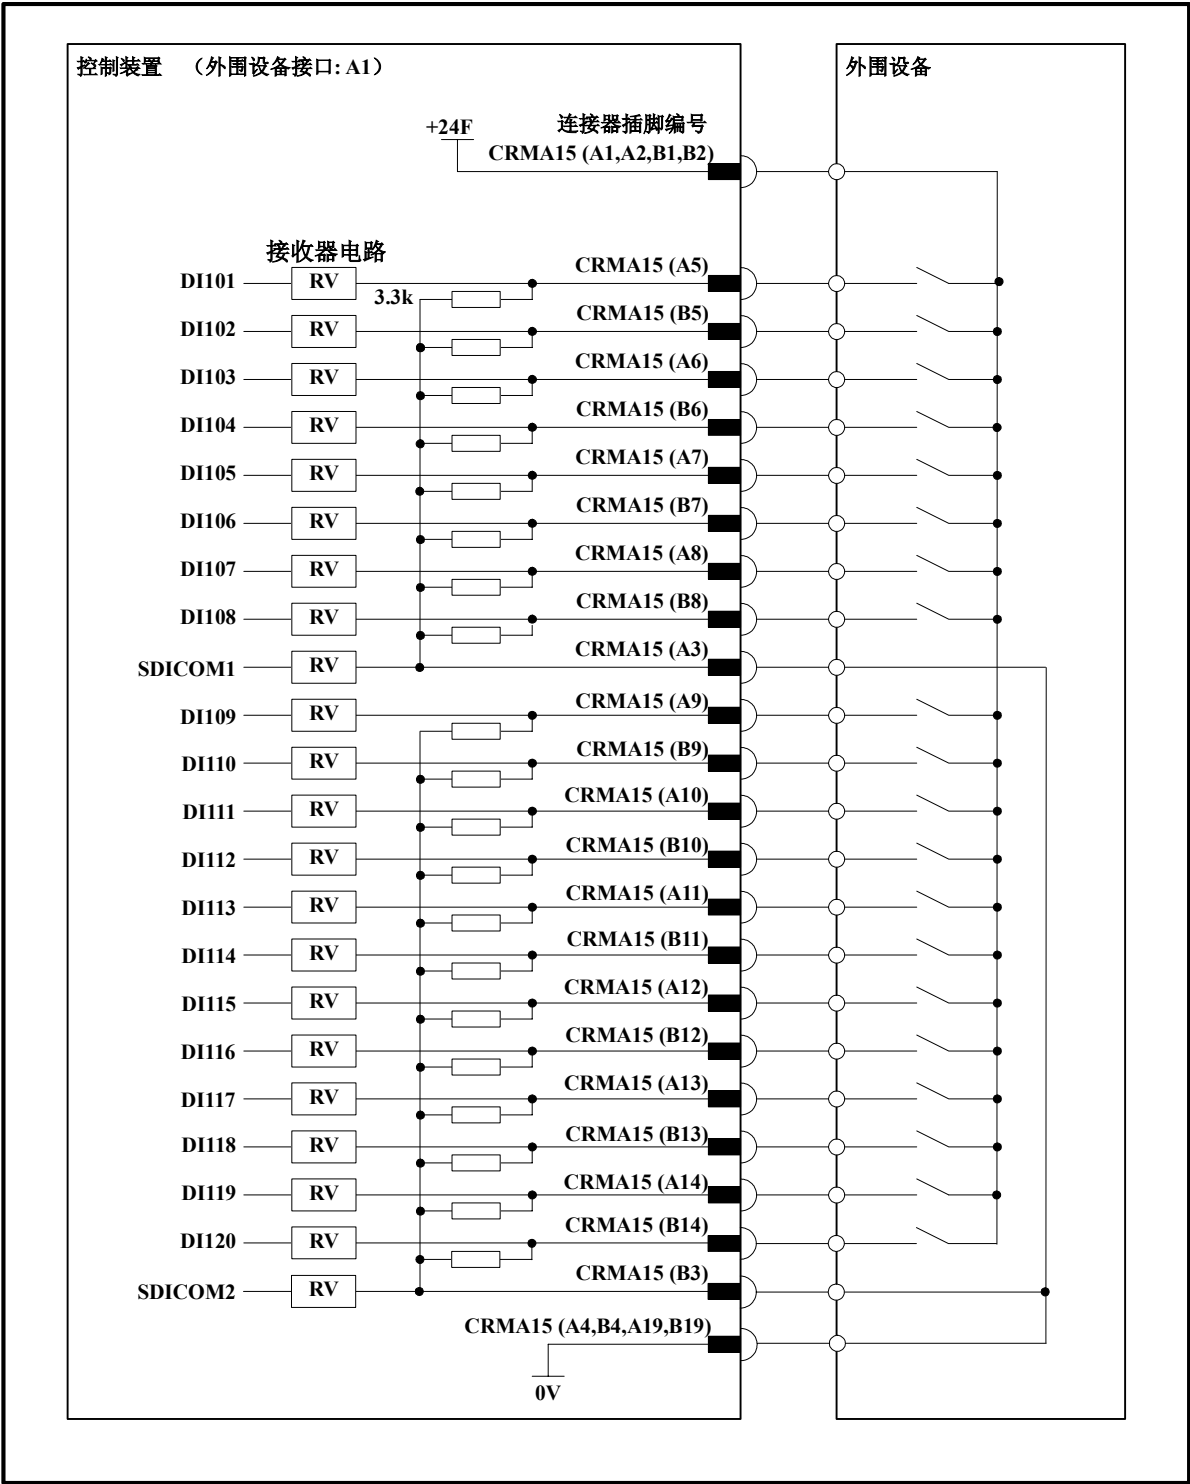 控制装置 （外围设备接口: A1）
外围设备
+24F
连接器插脚编号
CRMA15 (A1,A2,B1,B2)
接收器电路
DI101 RV CRMA15 (A5)
3.3k
DI102 RV CRMA15 (B5)
DI103 RV CRMA15 (A6)
DI104 RV CRMA15 (B6)
DI105 RV CRMA15 (A7)
DI106 RV CRMA15 (B7)
DI107 RV CRMA15 (A8)
DI108 RV CRMA15 (B8)
SDICOM1 RV CRMA15 (A3)
DI109 RV CRMA15 (A9)
DI110 RV CRMA15 (B9)
DI111 RV CRMA15 (A10)
DI112 RV CRMA15 (B10)
DI113 RV CRMA15 (A11)
DI114 RV CRMA15 (B11)
DI115 RV CRMA15 (A12)
DI116 RV CRMA15 (B12)
DI117 RV CRMA15 (A13)
DI118 RV CRMA15 (B13)
DI119 RV CRMA15 (A14)
DI120 RV CRMA15 (B14)
SDICOM2 RV CRMA15 (B3)
CRMA15 (A4,B4,A19,B19)
0V